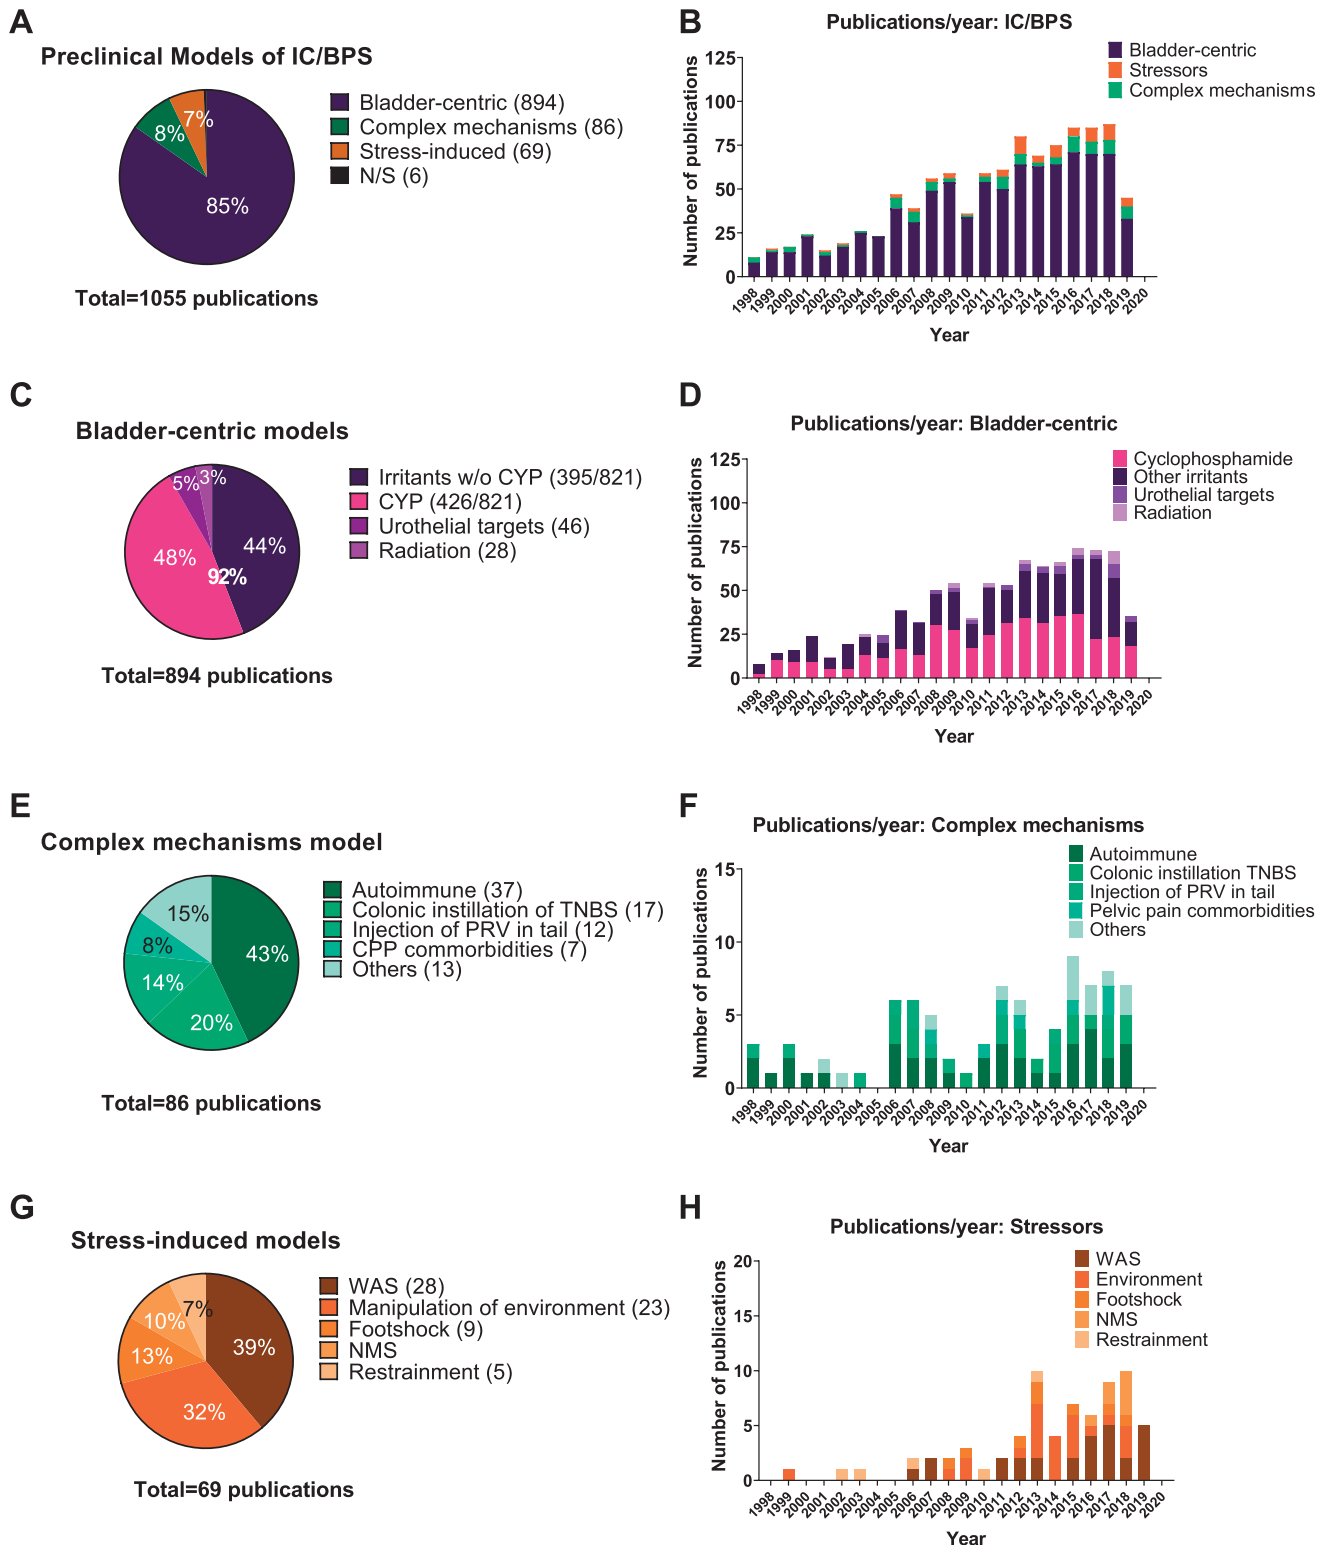 A
Preclinical Models of IC/BPS
7%
8%
85%
Bladder-centric (894)
Complex mechanisms (86)
Stress-induced (69)
N/S (6)
Total=1055 publications
B
Publications/year: IC/BPS
Bladder-centric
Stressors
Complex mechanisms
Number of publications
125
100
75
50
25
0
1998 1999 2000 2001 2002 2003 2004 2005 2006 2007 2008 2009 2010 2011 2012 2013 2014 2015 2016 2017 2018 2019 2020
Year
C
Bladder-centric models
5%
3%
44%
48%
92%
Irritants w/o CYP (395/821)
CYP (426/821)
Urothelial targets (46)
Radiation (28)
Total=894 publications
D
Publications/year: Bladder-centric
Cyclophosphamide
Other irritants
Urothelial targets
Radiation
Number of publications
125
100
75
50
25
0
1998 1999 2000 2001 2002 2003 2004 2005 2006 2007 2008 2009 2010 2011 2012 2013 2014 2015 2016 2017 2018 2019 2020
Year
E
Complex mechanisms model
15%
8%
43%
14%
20%
Autoimmune (37)
Colonic instillation of TNBS (17)
Injection of PRV in tail (12)
CPP commorbidities (7)
Others (13)
Total=86 publications
F
Publications/year: Complex mechanisms
Autoimmune
Colonic instillation TNBS
Injection of PRV in tail
Pelvic pain commorbidities
Others
Number of publications
15
10
5
0
1998 1999 2000 2001 2002 2003 2004 2005 2006 2007 2008 2009 2010 2011 2012 2013 2014 2015 2016 2017 2018 2019 2020
Year
G
Stress-induced models
7%
10%
13%
39%
32%
WAS (28)
Manipulation of environment (23)
Footshock (9)
NMS
Restrainment (5)
Total=69 publications
H
Publications/year: Stressors
WAS
Environment
Footshock
NMS
Restrainment
Number of publications
20
15
10
5
0
1998 1999 2000 2001 2002 2003 2004 2005 2006 2007 2008 2009 2010 2011 2012 2013 2014 2015 2016 2017 2018 2019 2020
Year